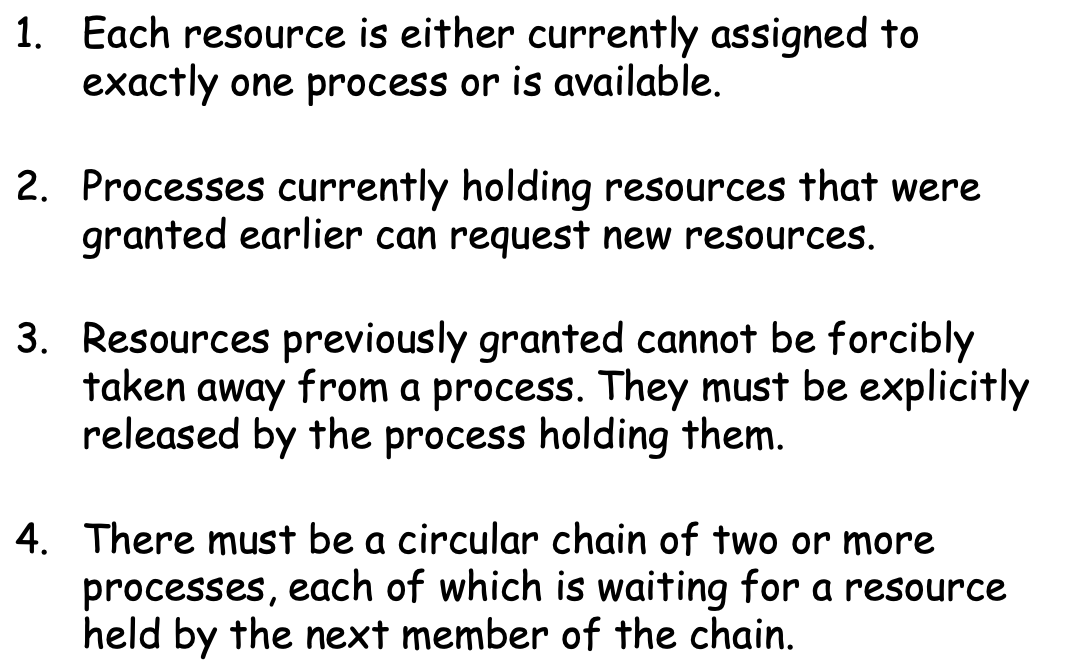 1. Each resource is either currently assigned to
exactly one process or is available.
2. Processes currently holding resources that were
granted earlier can request new resources.
3. Resources previously granted cannot be forcibly
taken away from a process. They must be explicitly
released by the process holding them.
4. There must be a circular chain of two or more
processes, each of which is waiting for a resource
held by the next member of the chain.